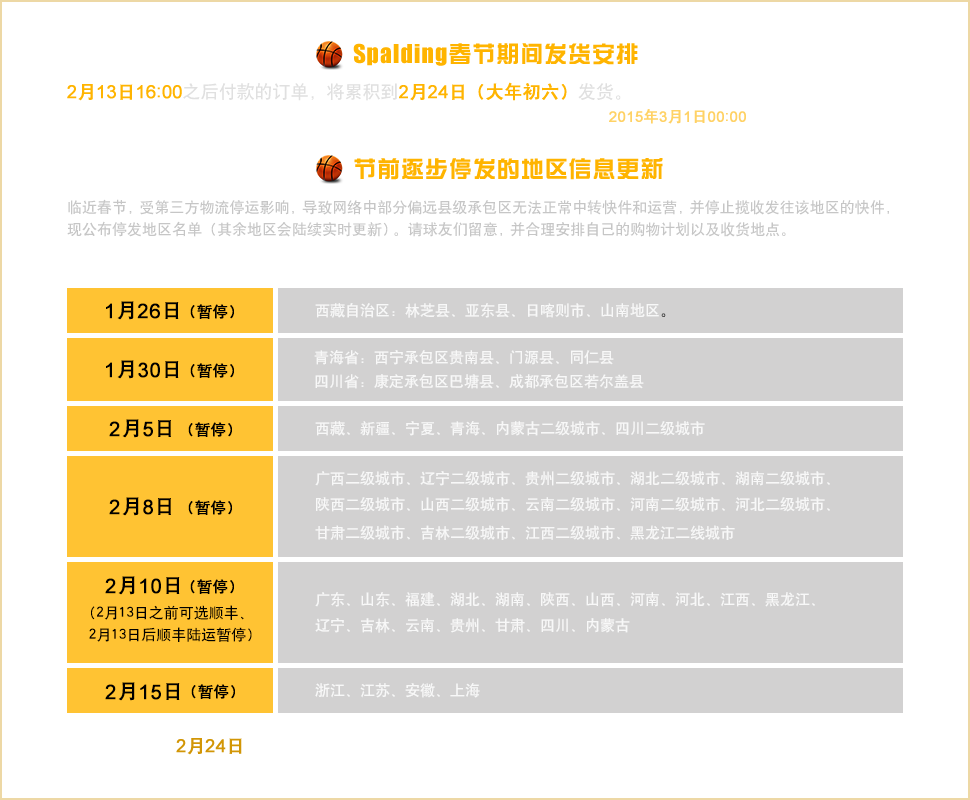 Spalding春节期间发货安排
2月13日16:00之后付款的订单，将累积到2月24日（大年初六）发货。
2015年3月1日00:00
节前逐步停发的地区信息更新
临近春节，受第三方物流停运影响，导致网络中部分偏远县级承包区无法正常中转快件和运营，并停止揽收发往该地区的快件，
现公布停发地区名单（其余地区会陆续实时更新）。请球友们留意，并合理安排自己的购物计划以及收货地点。
1月26日（暂停）
西藏自治区：林芝县、亚东县、日喀则市、山南地区。
1月30日（暂停）
青海省：西宁承包区贵南县、门源县、同仁县
四川省：康定承包区巴塘县、成都承包区若尔盖县
2月5日（暂停）
西藏、新疆、宁夏、青海、内蒙古二级城市、四川二级城市
2月8日（暂停）
广西二级城市、辽宁二级城市、贵州二级城市、湖北二级城市、湖南二级城市、
陕西二级城市、山西二级城市、云南二级城市、河南二级城市、河北二级城市、
甘肃二级城市、吉林二级城市、江西二级城市、黑龙江二线城市
2月10日（暂停）
（2月13日之前可选顺丰、
2月13日后顺丰陆运暂停）
广东、山东、福建、湖北、湖南、陕西、山西、河南、河北、江西、黑龙江、
辽宁、吉林、云南、贵州、甘肃、四川、内蒙古
2月15日（暂停）
浙江、江苏、安徽、上海
2月24日